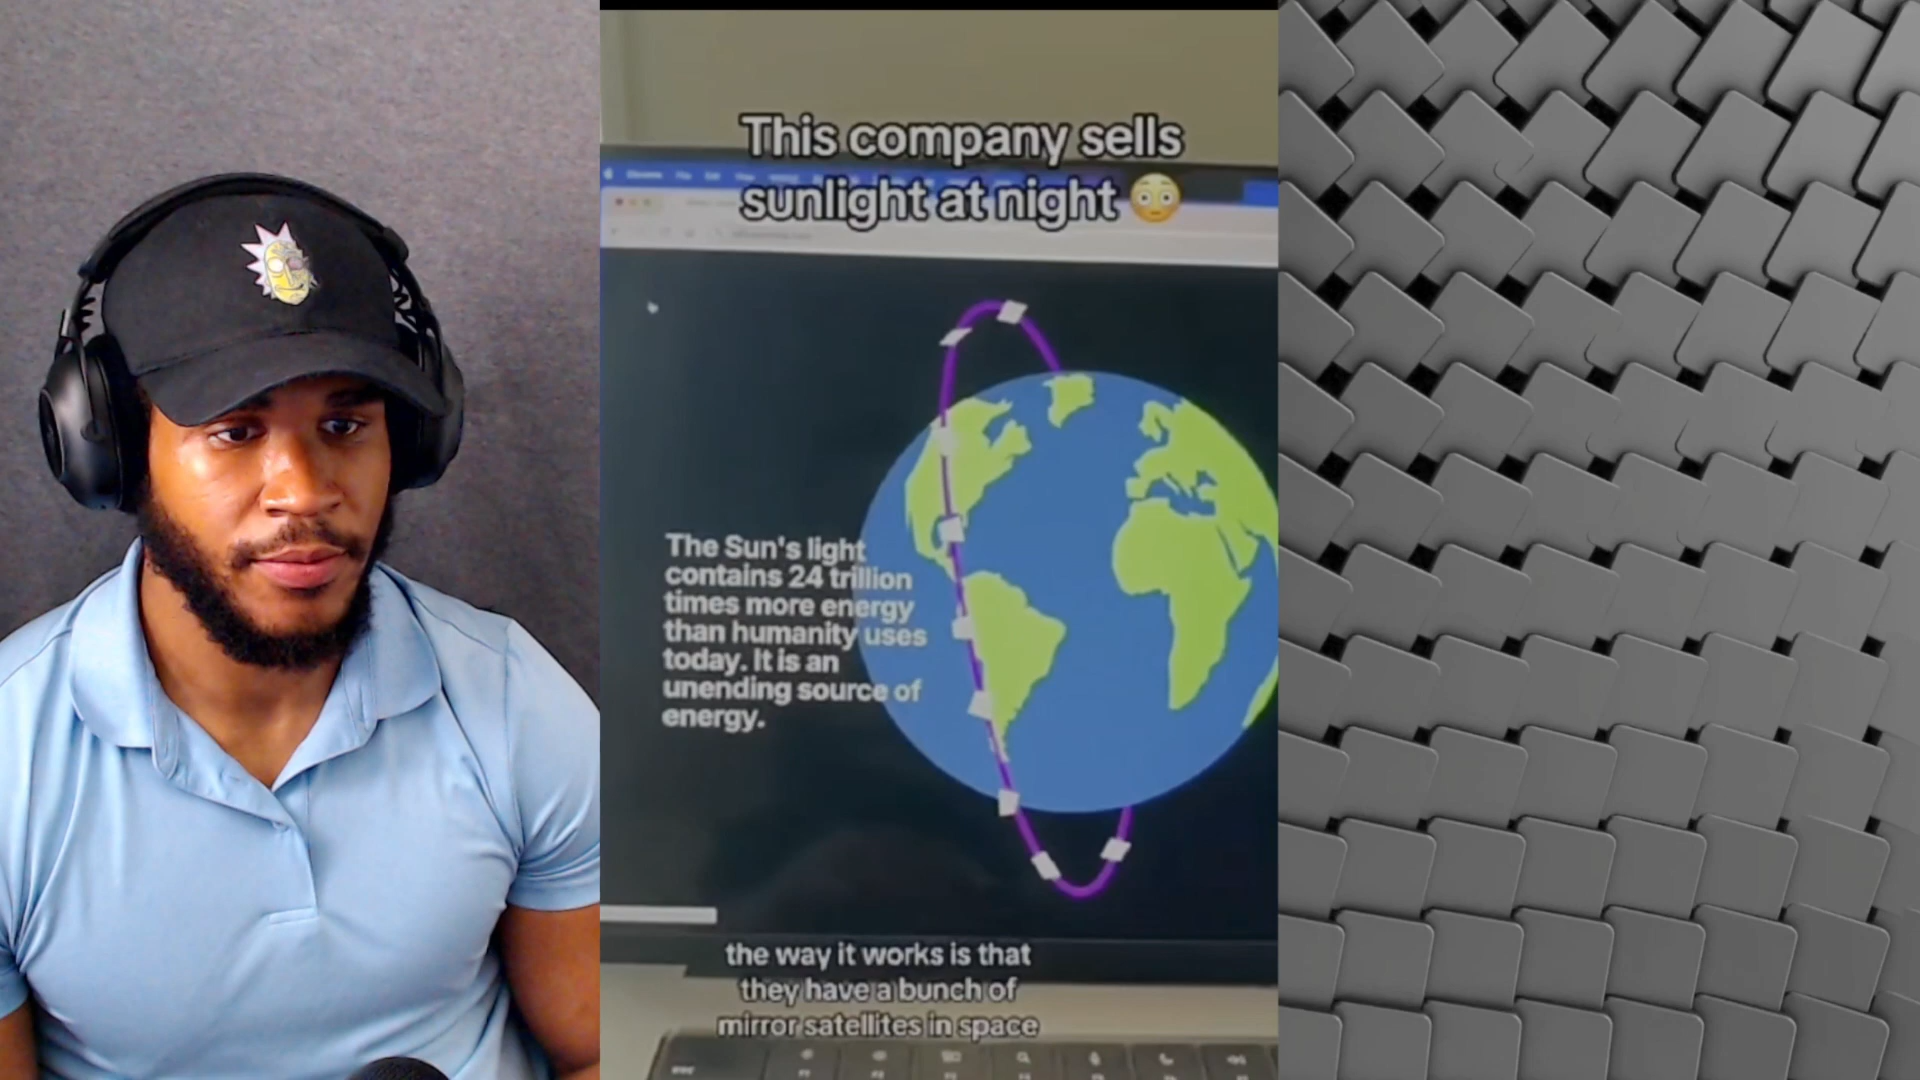 This company sells
sunlight at night 😳
The Sun's light
contains 24 trillion
times more energy
than humanity uses
today. It is an
unending source of
energy.
the way it works is that
they have a bunch of
mirror satellites in space
esc